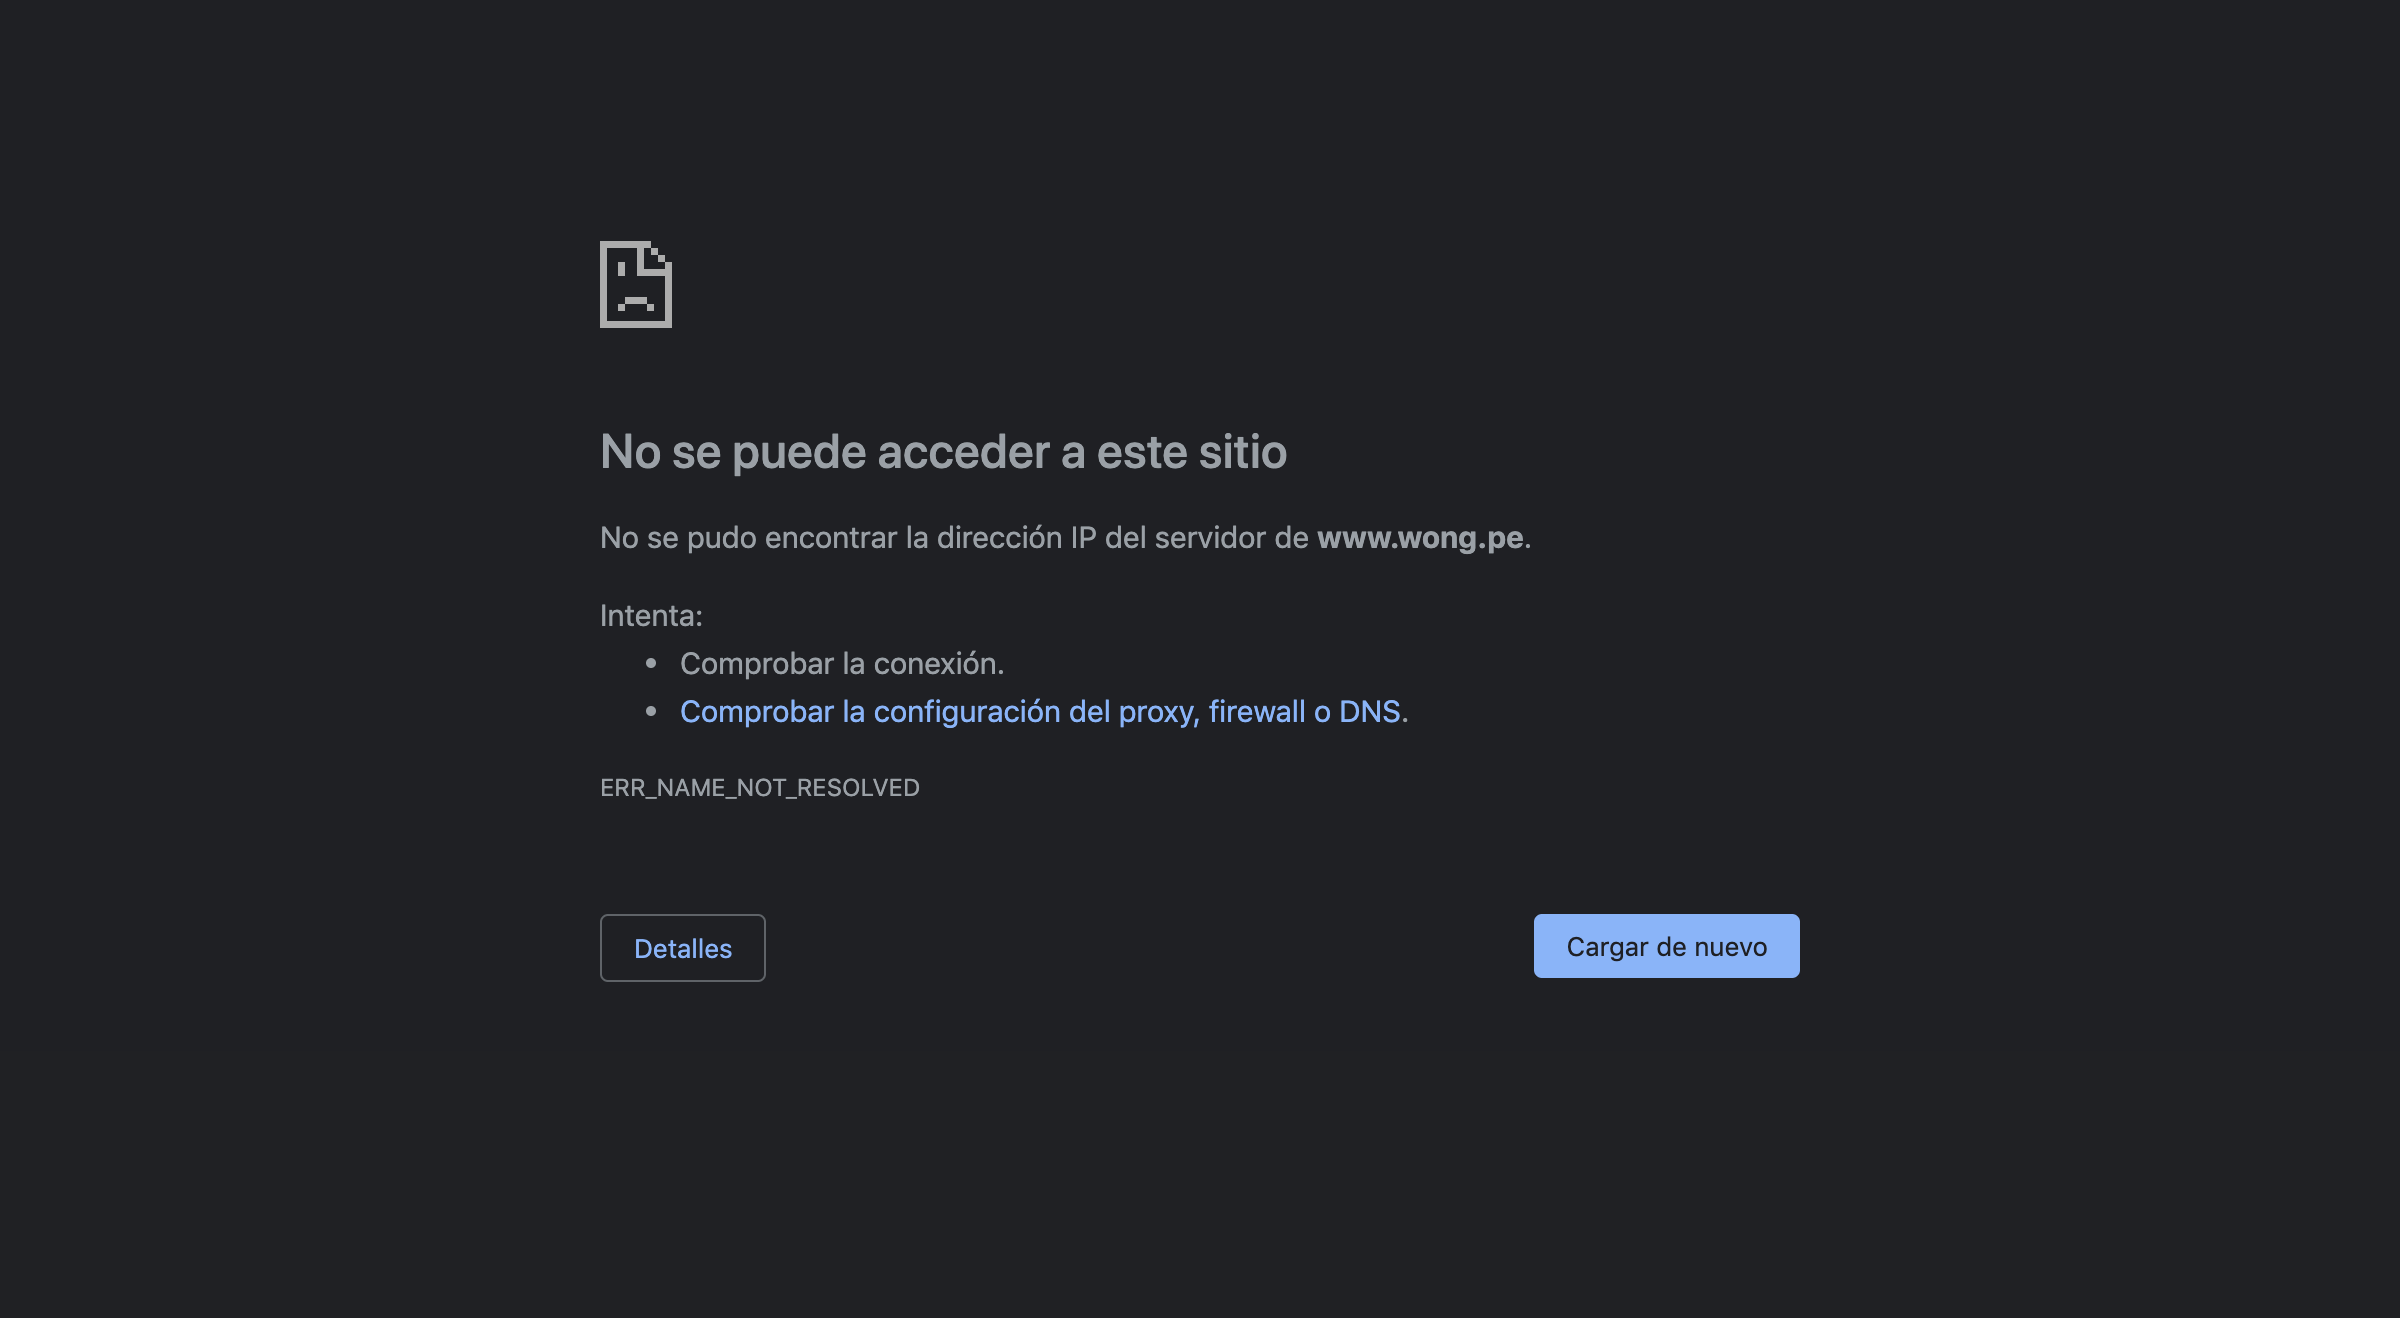 No se puede acceder a este sitio
No se pudo encontrar la dirección IP del servidor de www.wong.pe.
Intenta:
• Comprobar la conexión.
• Comprobar la configuración del proxy, firewall o DNS.
ERR_NAME_NOT_RESOLVED
Detalles
Cargar de nuevo